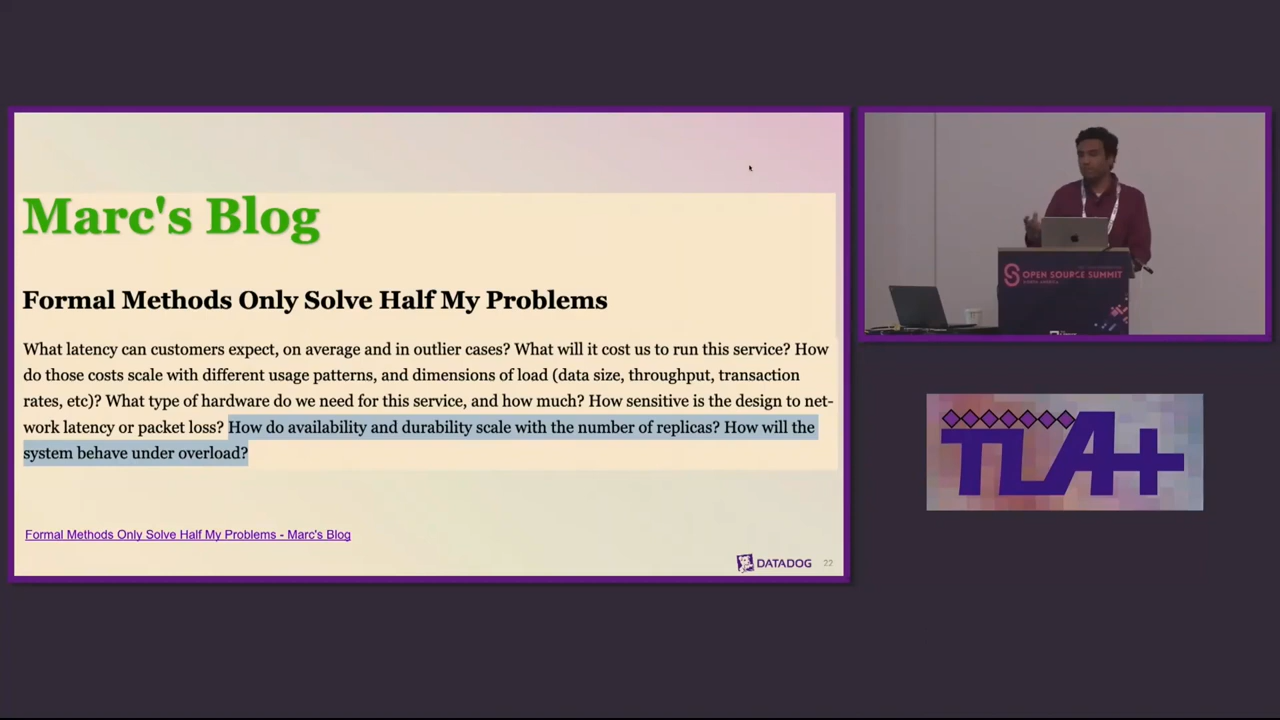 Marc's Blog
Formal Methods Only Solve Half My Problems
What latency can customers expect, on average and in outlier cases? What will it cost us to run this service? How
do those costs scale with different usage patterns, and dimensions of load (data size, throughput, transaction
rates, etc)? What type of hardware do we need for this service, and how much? How sensitive is the design to net-
work latency or packet loss? How do availability and durability scale with the number of replicas? How will the
system behave under overload?
Formal Methods Only Solve Half My Problems - Marc's Blog
DATADOG
22
OPEN SOURCE SUMMIT
TLA+